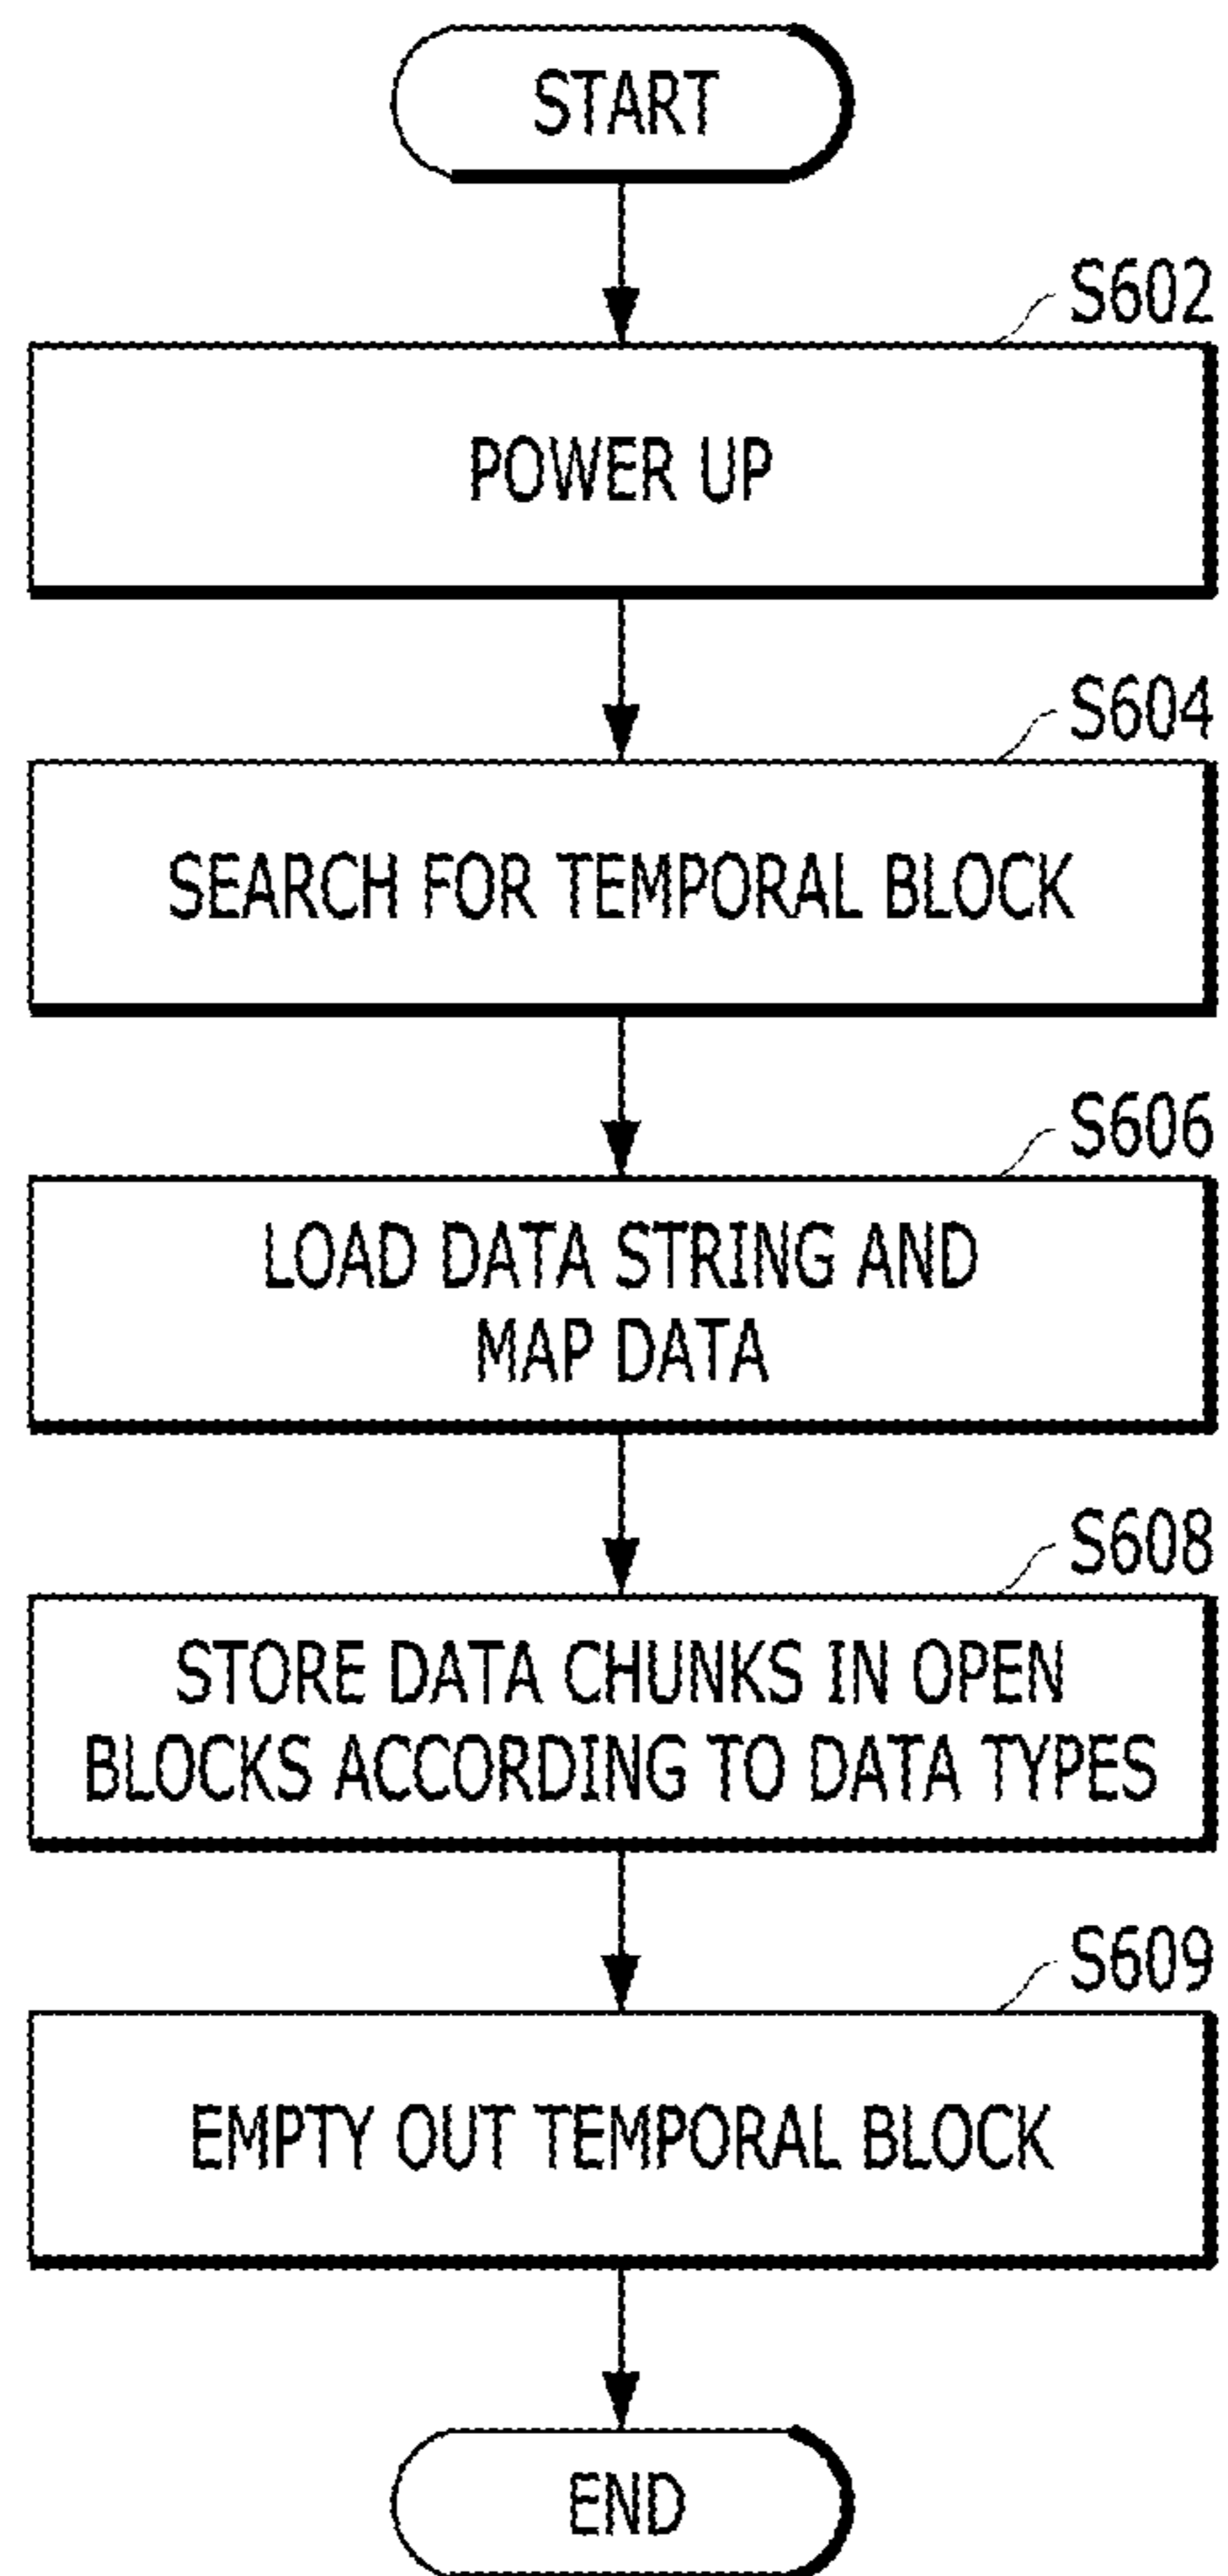 START
S602
POWER UP
S604
SEARCH FOR TEMPORAL BLOCK
S606
LOAD DATA STRING AND
MAP DATA
S608
STORE DATA CHUNKS IN OPEN
BLOCKS ACCORDING TO DATA TYPES
S609
EMPTY OUT TEMPORAL BLOCK
END